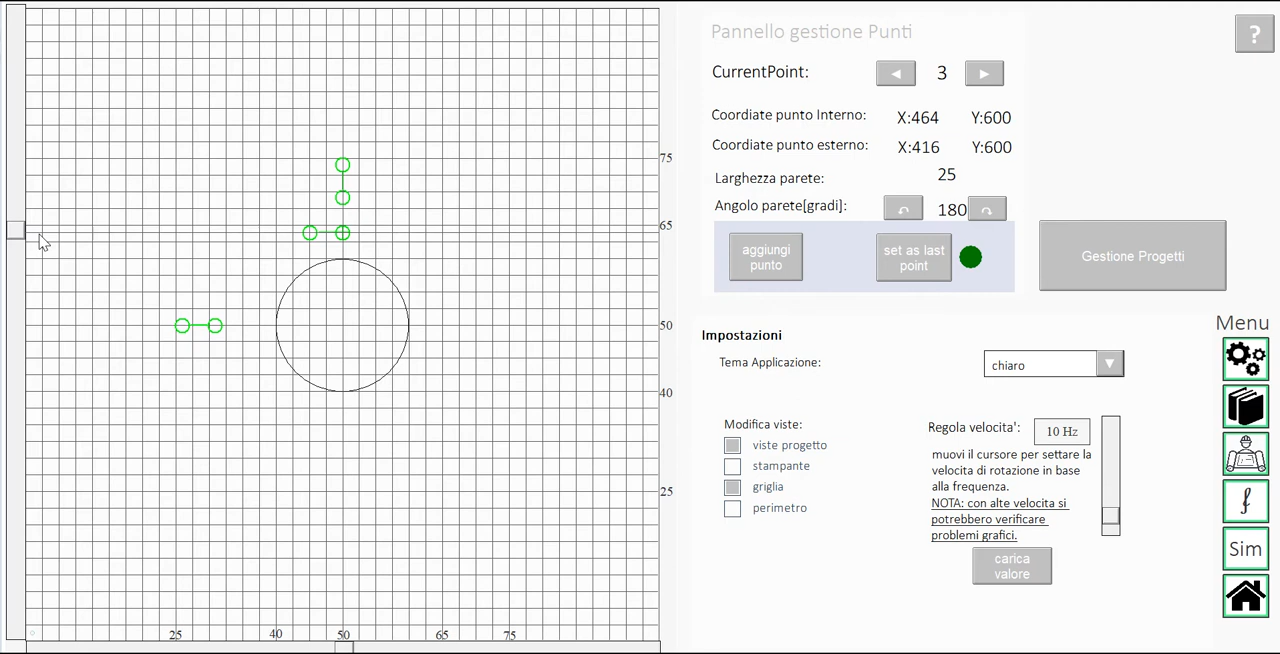 Pannello gestione Punti
?
CurrentPoint:
3
Coordiate punto Interno:
X:464
Y:600
Coordiate punto esterno:
X:416
Y:600
Larghezza parete:
25
Angolo parete[gradi]:
180
aggiungi
punto
set as last
point
Gestione Progetti
75
65
50
40
25
25
40
50
65
75
Impostazioni
Tema Applicazione:
chiaro
Modifica viste:
viste progetto
stampante
griglia
perimetro
Regola velocita':
10 Hz
muovi il cursore per settare la
velocita di rotazione in base
alla frequenza.
NOTA: con alte velocita si
potrebbero verificare
problemi grafici.
carica
valore
Menu
f
Sim